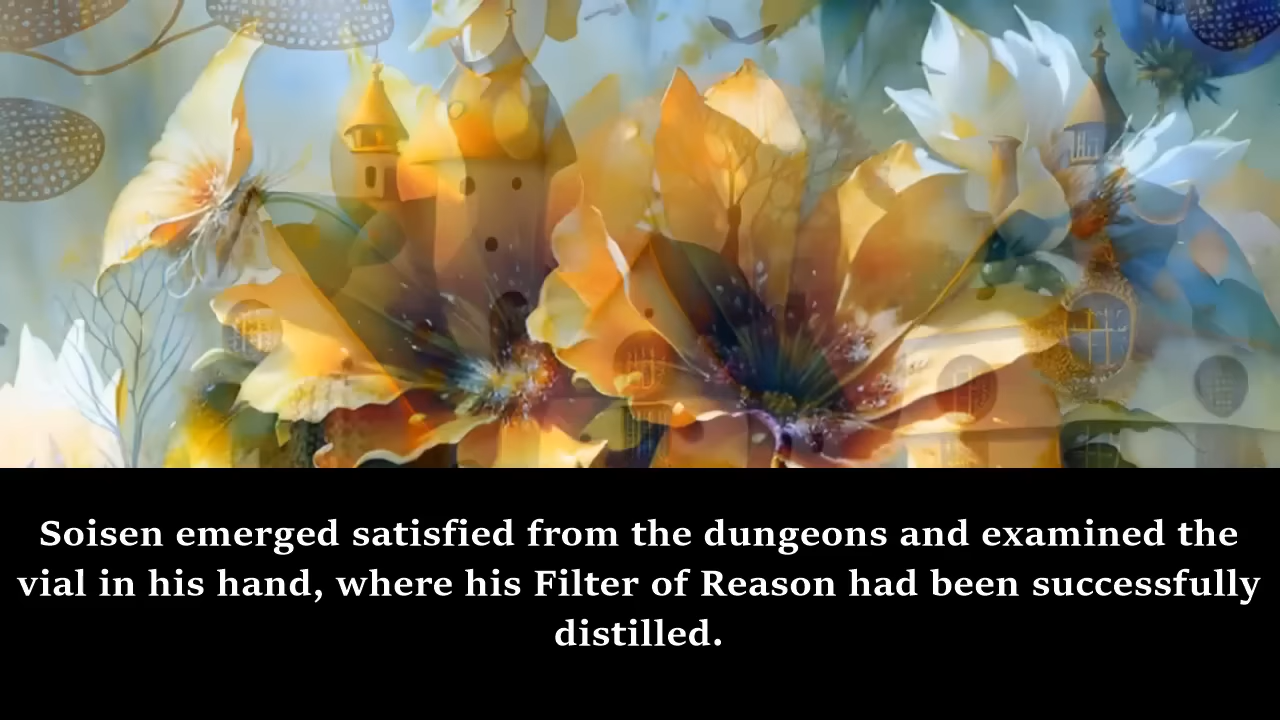 Soisen emerged satisfied from the dungeons and examined the
vial in his hand, where his Filter of Reason had been successfully
distilled.